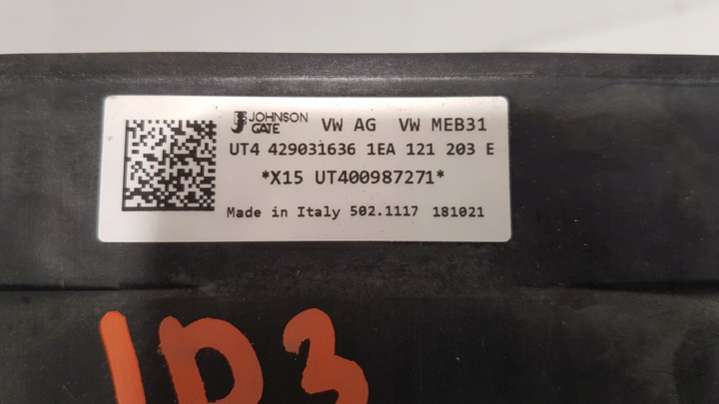 JOHNSON
GATE VW AG VW MEB31
UT4 429031636 1EA 121 203 E
*X15 UT400987271*
Made in Italy 502.1117 181021
ID3